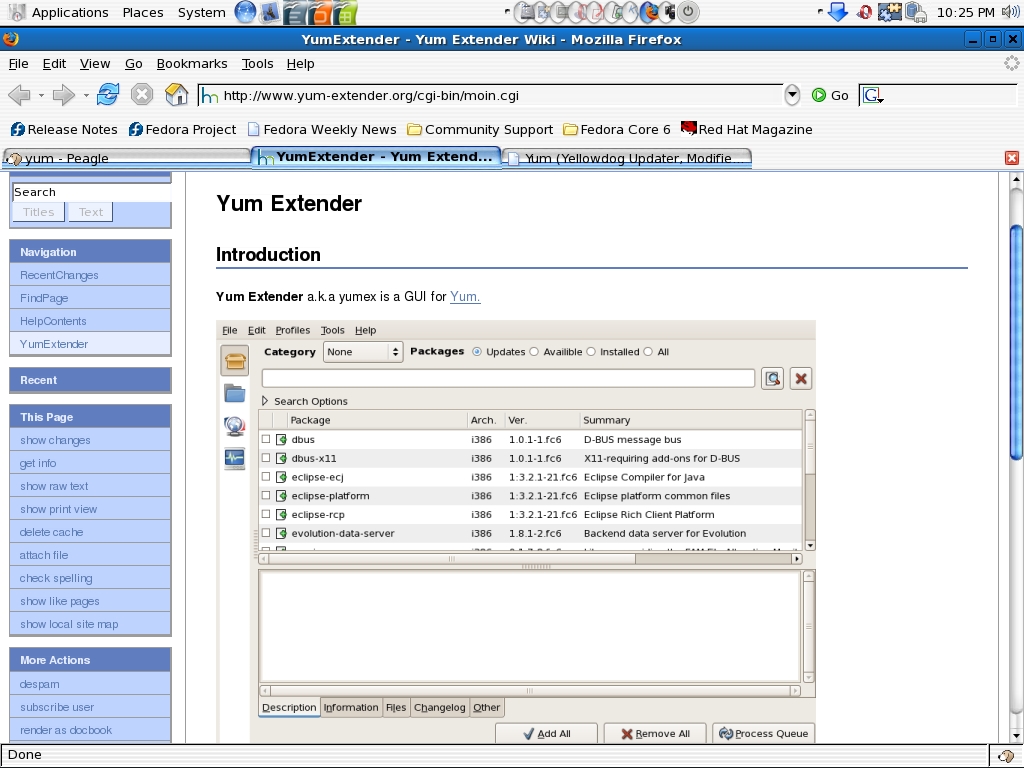 Applications Places System 10:25 PM
YumExtender - Yum Extender Wiki - Mozilla Firefox
File Edit View Go Bookmarks Tools Help
http://www.yum-extender.org/cgi-bin/moin.cgi Go
Release Notes Fedora Project Fedora Weekly News Community Support Fedora Core 6 Red Hat Magazine
yum - Peagle YumExtender - Yum Extend... Yum (Yellowdog Updater, Modifie...
Search
Titles Text
Navigation
RecentChanges
FindPage
HelpContents
YumExtender
Recent
This Page
show changes
get info
show raw text
show print view
delete cache
attach file
check spelling
show like pages
show local site map
More Actions
despam
subscribe user
render as docbook
Yum Extender
Introduction
Yum Extender a.k.a yumex is a GUI for Yum.
File Edit Profiles Tools Help
Category None Packages Updates Availible Installed All
Search Options
Package Arch. Ver. Summary
dbus i386 1.0.1-1.fc6 D-BUS message bus
dbus-x11 i386 1.0.1-1.fc6 X11-requiring add-ons for D-BUS
eclipse-ecj i386 1:3.2.1-21.fc6 Eclipse Compiler for Java
eclipse-platform i386 1:3.2.1-21.fc6 Eclipse platform common files
eclipse-rcp i386 1:3.2.1-21.fc6 Eclipse Rich Client Platform
evolution-data-server i386 1.8.1-2.fc6 Backend data server for Evolution
Description Information Files Changelog Other
Add All Remove All Process Queue
Done